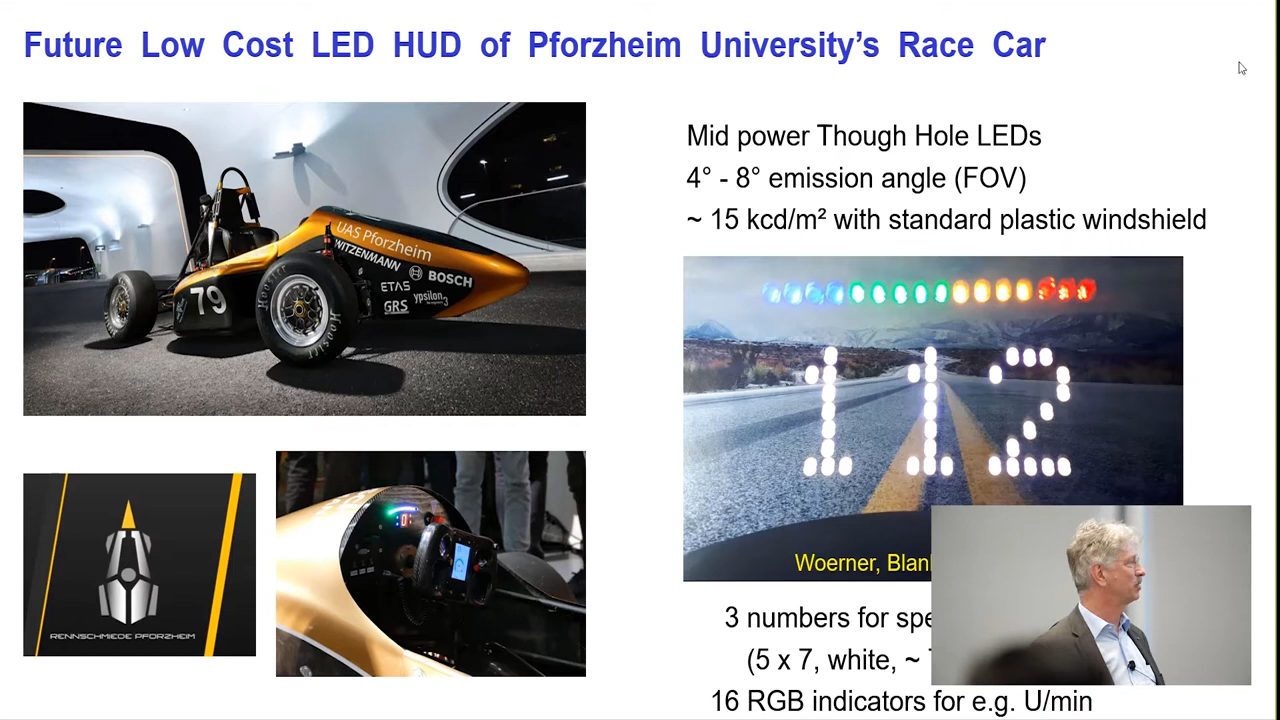 Future Low Cost LED HUD of Pforzheim University's Race Car
Mid power Though Hole LEDs
4° - 8° emission angle (FOV)
~ 15 kcd/m² with standard plastic windshield
UAS Pforzheim
WITZENMANN
BOSCH
ETAS
GRS
ypsilon
79
HOOSIER
112
Woerner,
3 numbers for
(5 x 7, white, ~
16 RGB indicators for e.g. U/min
RENNSCHMIEDE PFORZHEIM